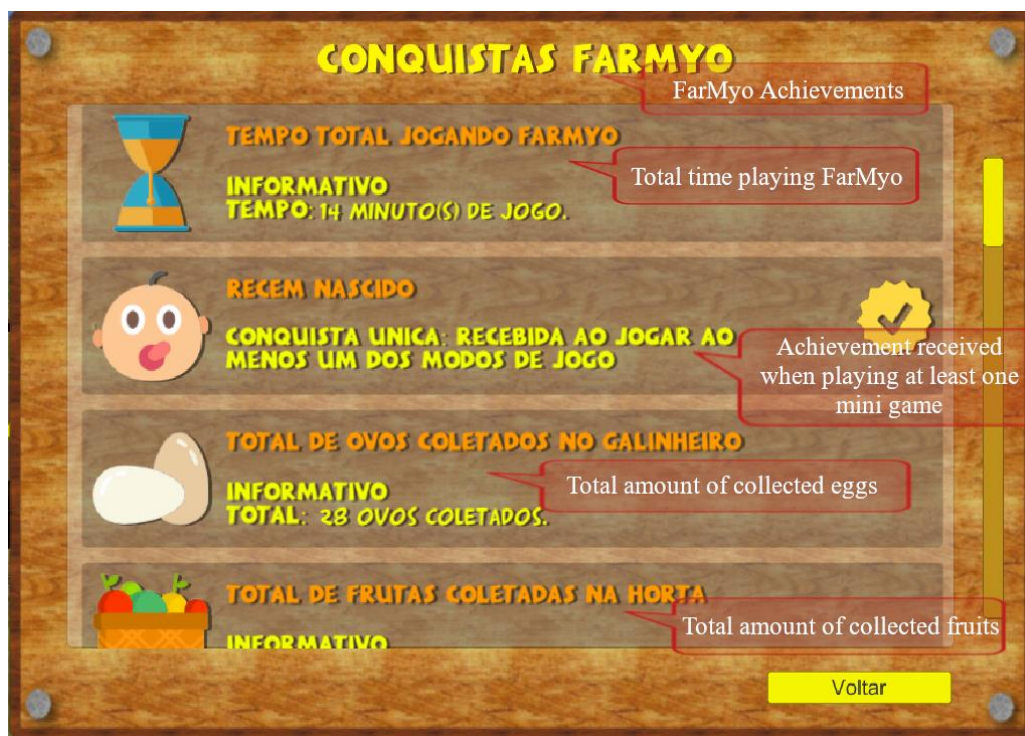 CONQUISTAS FARMYO
FarMyo Achievements
TEMPO TOTAL JOGANDO FARMYO
Total time playing FarMyo
INFORMATIVO
TEMPO: 14 MINUTO(S) DE JOGO.
RECEM NASCIDO
CONQUISTA UNICA: RECEBIDA AO JOGAR AO
MENOS UM DOS MODOS DE JOGO
Achievement received
when playing at least one
mini game
TOTAL DE OVOS COLETADOS NO GALINHEIRO
Total amount of collected eggs
INFORMATIVO
TOTAL: 28 OVOS COLETADOS.
TOTAL DE FRUTAS COLETADAS NA HORTA
Total amount of collected fruits
INFORMATIVO
Voltar